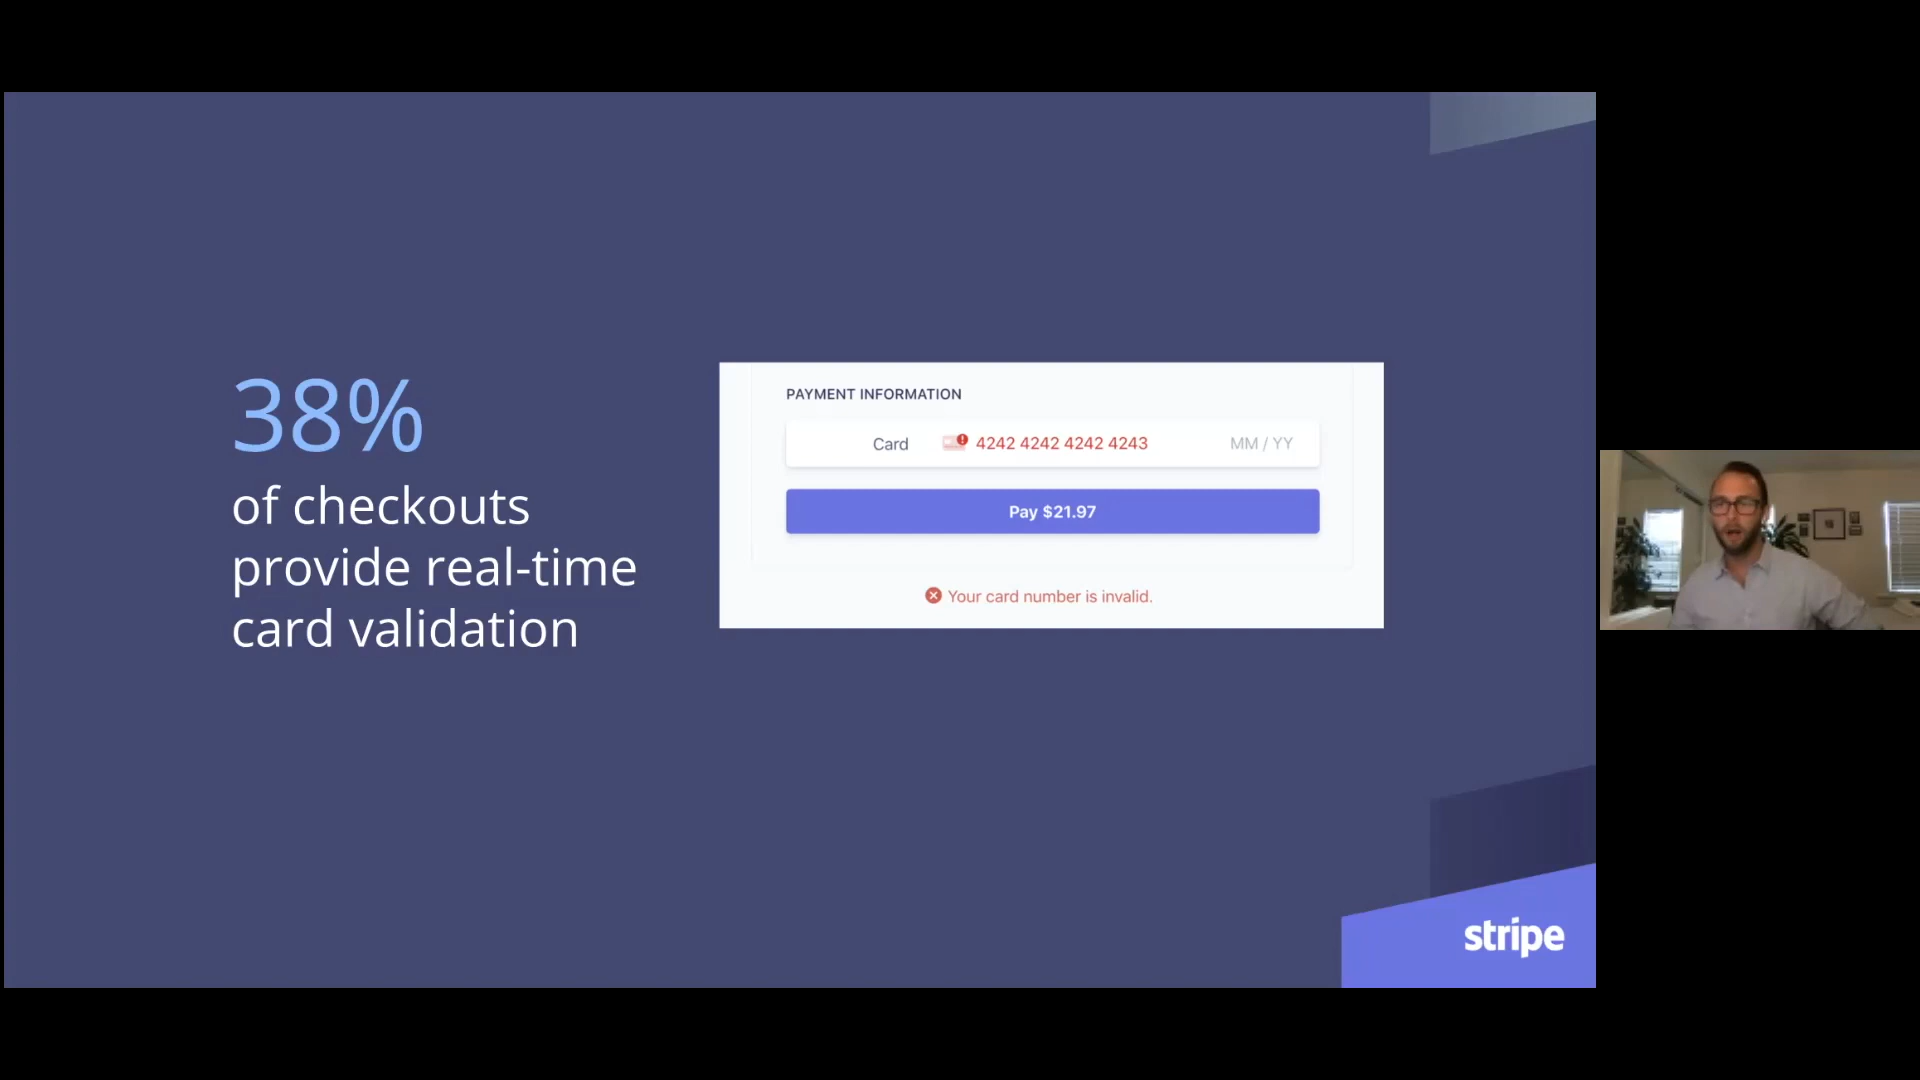 38%
of checkouts
provide real-time
card validation
PAYMENT INFORMATION
Card 4242 4242 4242 4243 MM / YY
Pay $21.97
Your card number is invalid.
stripe